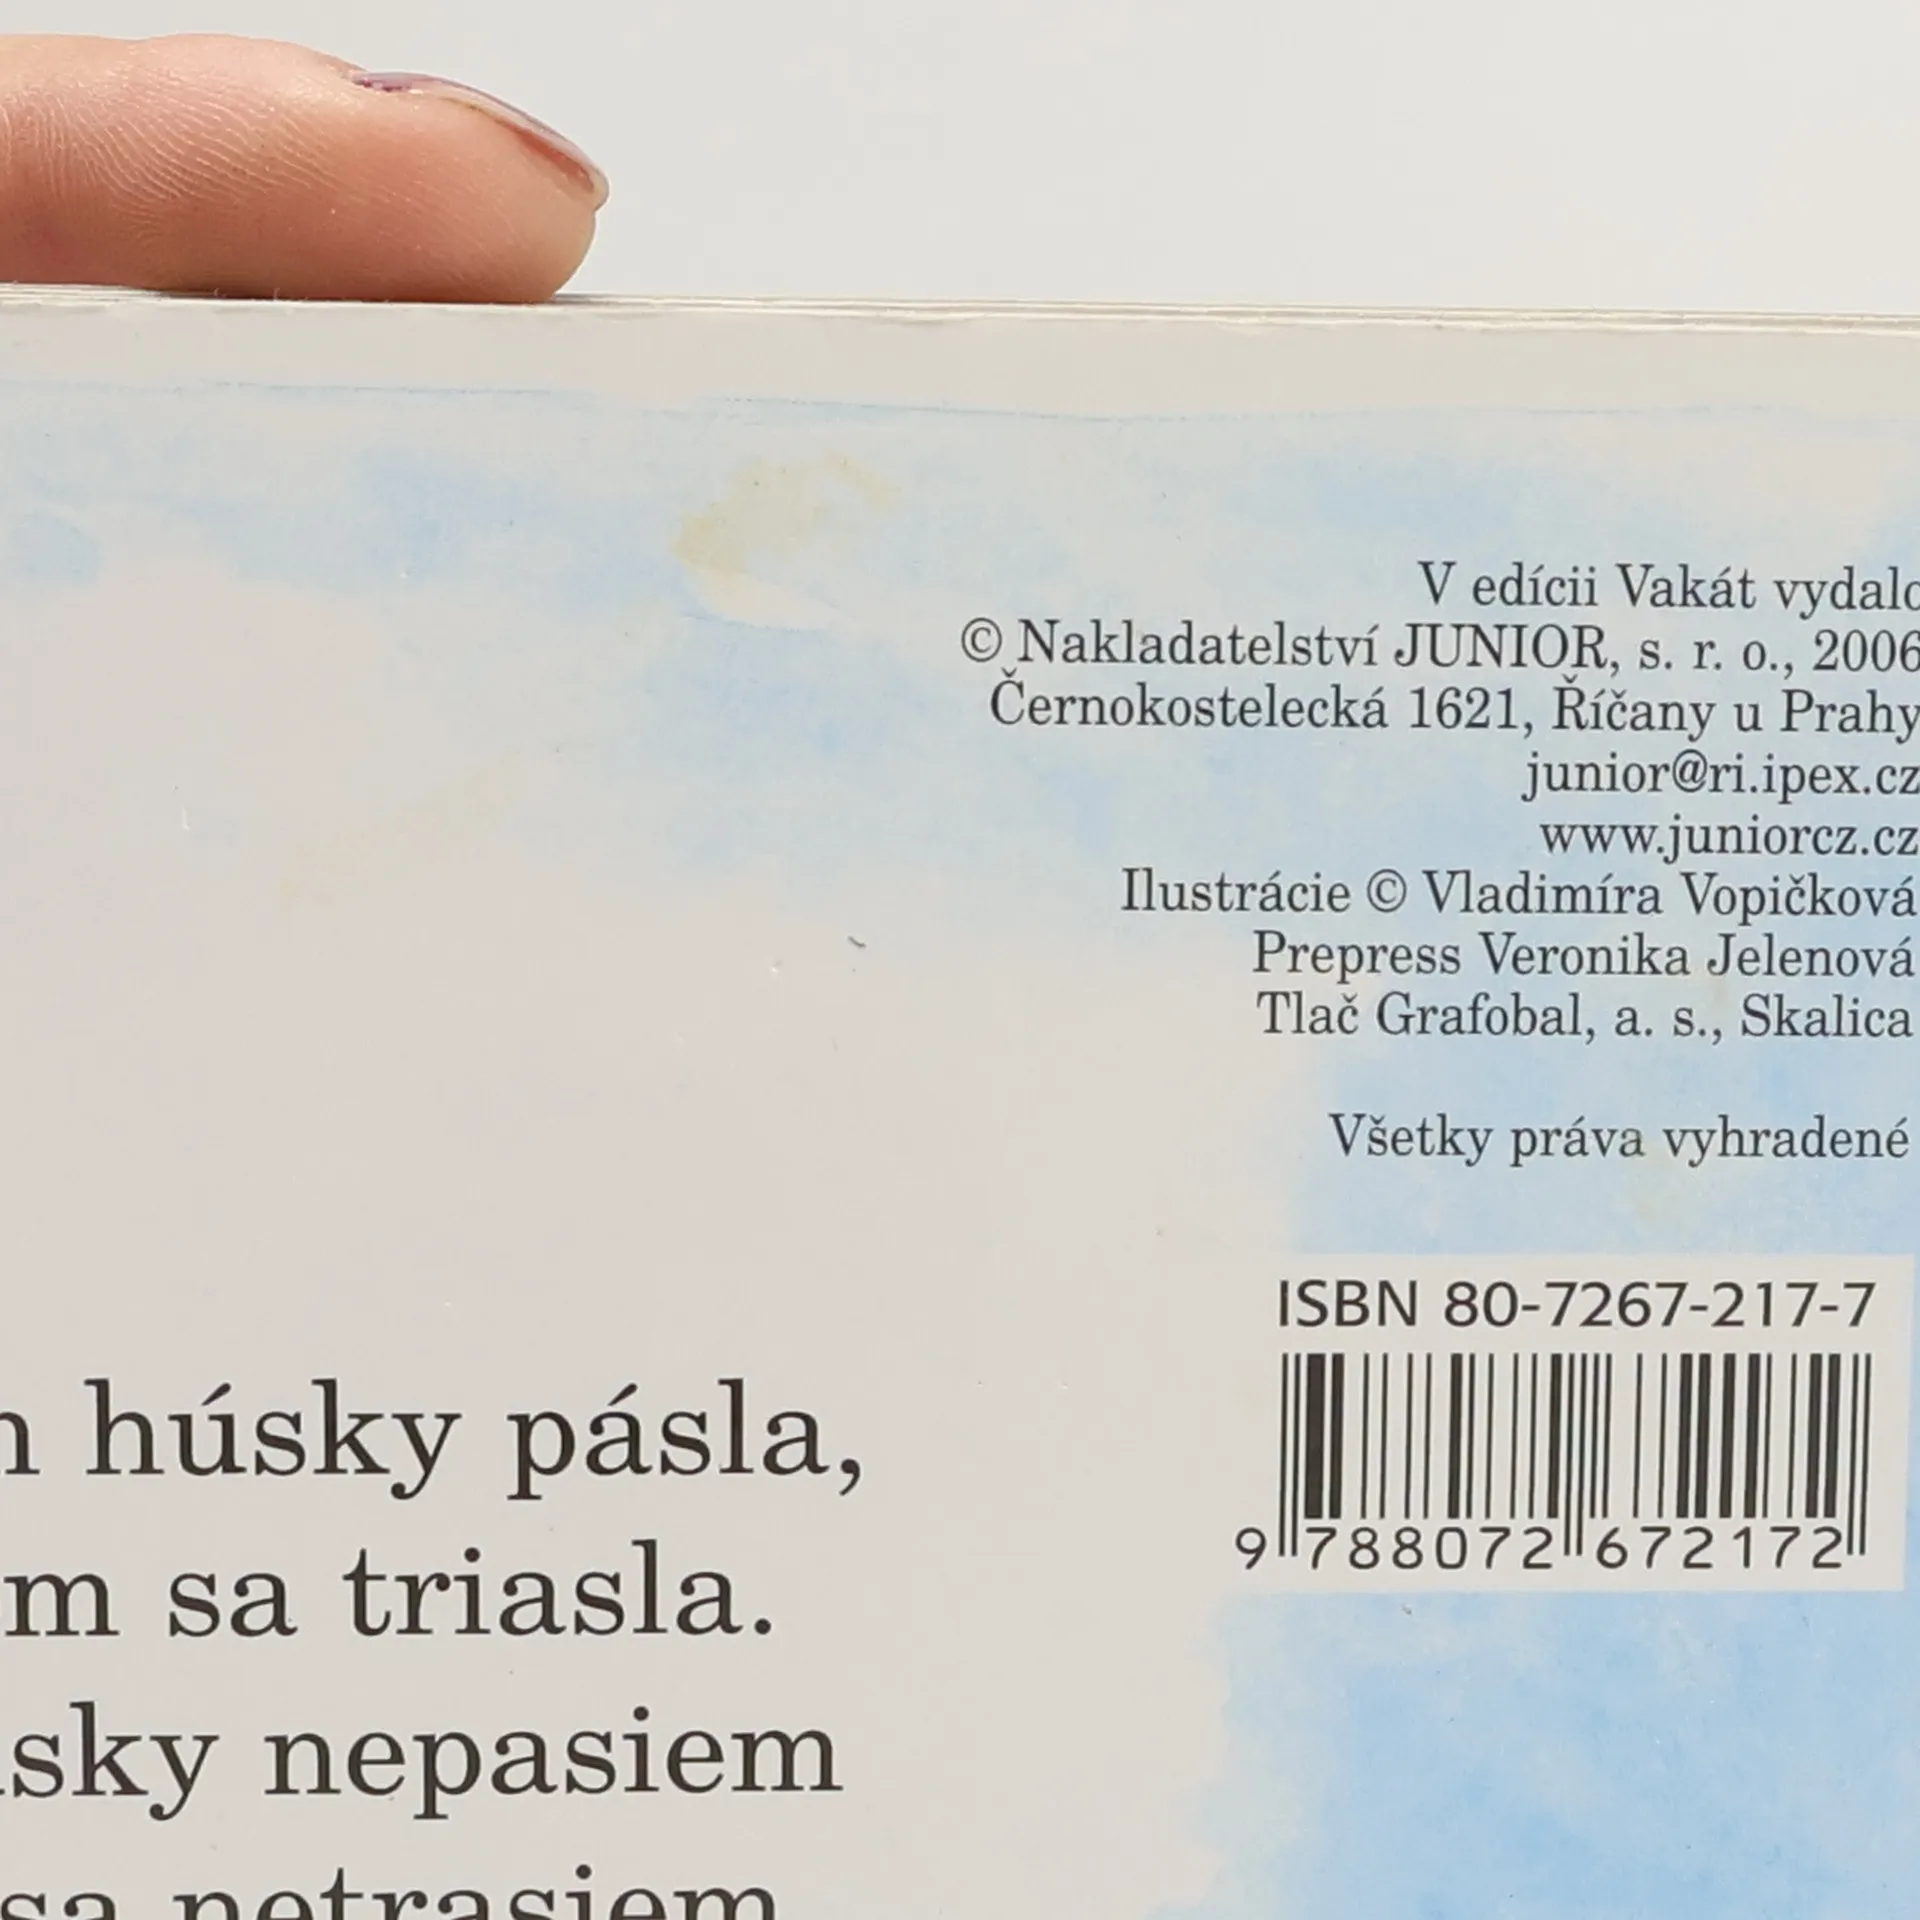 V edícii Vakát vydalo
© Nakladatelství JUNIOR, s. r. o., 2006
Černokostelecká 1621, Říčany u Prahy
junior@ri.ipex.cz
www.juniorcz.cz
Ilustrácie © Vladimíra Vopičková
Prepress Veronika Jelenová
Tlač Grafobal, a. s., Skalica
Všetky práva vyhradené
ISBN 80-7267-217-7
9 788072 672172
húsky pásla,
sa triasla.
nepasiem
sa netrasiem